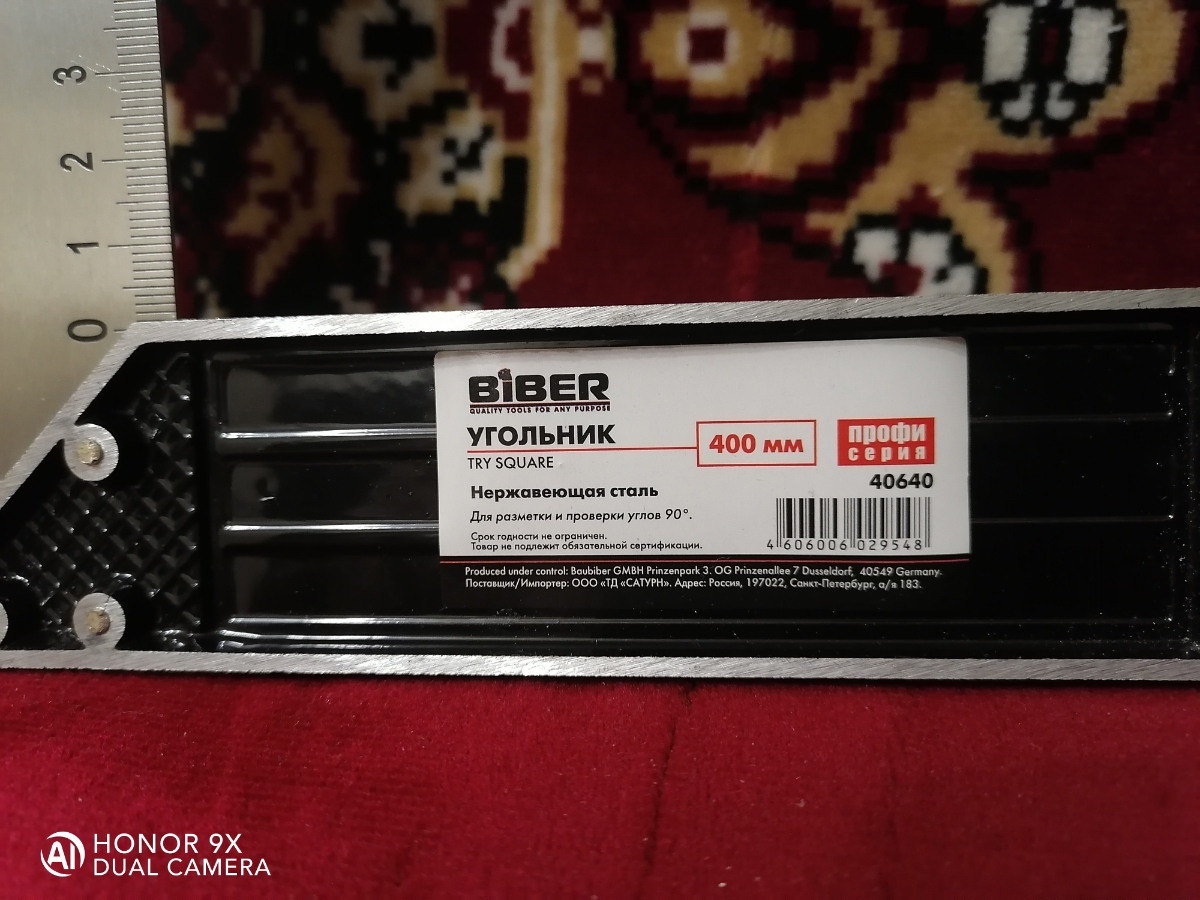 3
2
1
0
BiBER
QUALITY TOOLS FOR ANY PURPOSE
УГОЛЬНИК
TRY SQUARE
400 мм
профи
серия
40640
Нержавеющая сталь
Для разметки и проверки углов 90°.
Срок годности не ограничен.
Товар не подлежит обязательной сертификации.
4 606006 029548
Produced under control: Baubiber GMBH Prinzenpark 3. OG Prinzenallee 7 Dusseldorf, 40549 Germany.
Поставщик/Импортер: ООО «ТД «САТУРН». Адрес: Россия, 197022, Санкт-Петербург, а/я 183.
AI HONOR 9X
DUAL CAMERA